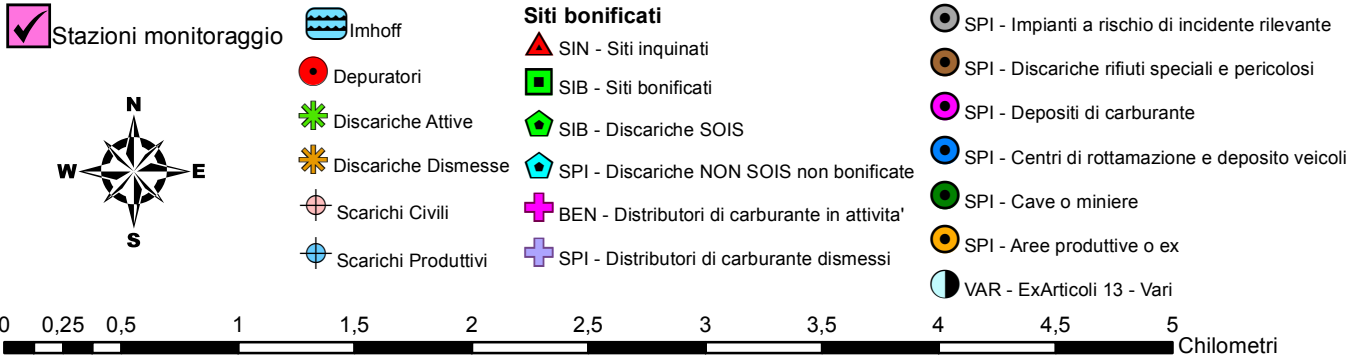 Stazioni monitoraggio
N
W E
S
Imhoff
Depuratori
Discariche Attive
Discariche Dismesse
Scarichi Civili
Scarichi Produttivi
Siti bonificati
SIN - Siti inquinati
SIB - Siti bonificati
SIB - Discariche SOIS
SPI - Discariche NON SOIS non bonificate
BEN - Distributori di carburante in attivita'
SPI - Distributori di carburante dismessi
SPI - Impianti a rischio di incidente rilevante
SPI - Discariche rifiuti speciali e pericolosi
SPI - Depositi di carburante
SPI - Centri di rottamazione e deposito veicoli
SPI - Cave o miniere
SPI - Aree produttive o ex
VAR - ExArticoli 13 - Vari
0 0,25 0,5 1 1,5 2 2,5 3 3,5 4 4,5 5
Chilometri